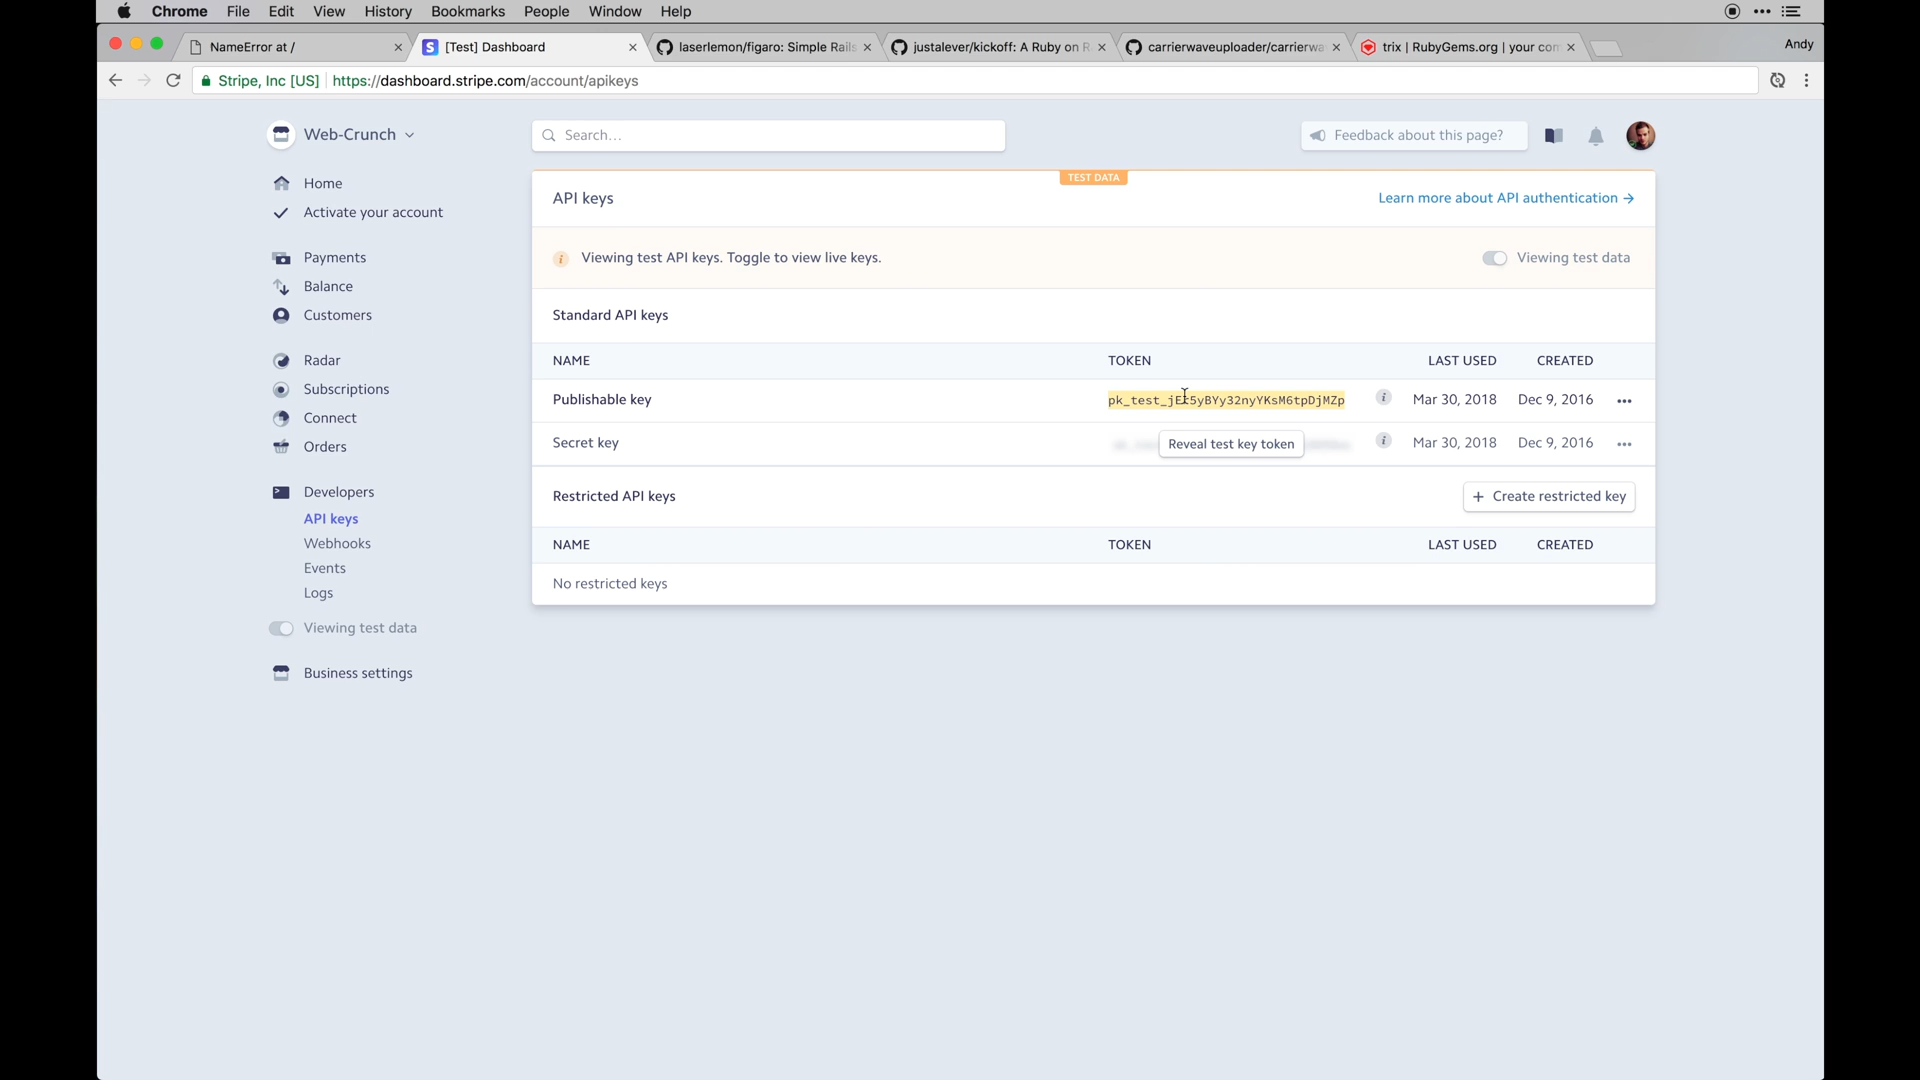 Chrome File Edit View History Bookmarks People Window Help
NameError at /
[Test] Dashboard
laserlemon/figaro: Simple Rails
justalever/kickoff: A Ruby on R
carrierwaveuploader/carrierwa
trix | RubyGems.org | your com
Andy
Stripe, Inc [US] https://dashboard.stripe.com/account/apikeys
Web-Crunch
Search...
Feedback about this page?
Home
Activate your account
Payments
Balance
Customers
Radar
Subscriptions
Connect
Orders
Developers
API keys
Webhooks
Events
Logs
Viewing test data
Business settings
TEST DATA
API keys
Learn more about API authentication →
Viewing test API keys. Toggle to view live keys.
Viewing test data
Standard API keys
NAME TOKEN LAST USED CREATED
Publishable key Mar 30, 2018 Dec 9, 2016
Secret key Reveal test key token Mar 30, 2018 Dec 9, 2016
Restricted API keys
+ Create restricted key
NAME TOKEN LAST USED CREATED
No restricted keys